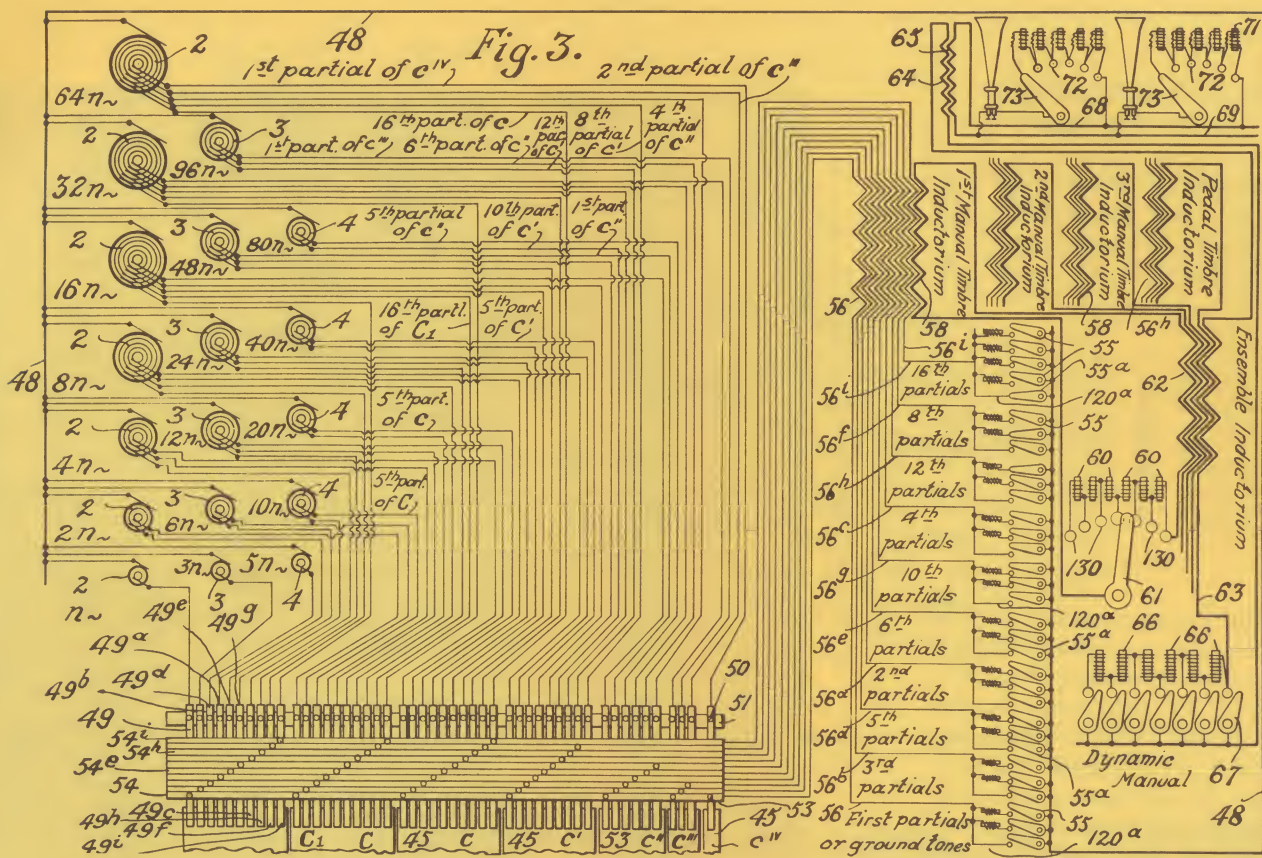 Fig. 3.
48
2
64n~
1st partial of cIV
2nd partial of c'''
16th part. of c
8th partial of c'
4th partial of c''
2
3
1st part. of c'''
6th part. of c''
12th
32n~
96n~
2
3
4
5th partial of c''
10th part. of c'
1st part. of c''
80n~
48n~
16n~
2
3
4
16th partl. of C1
5th part. of c'
40n~
24n~
8n~
48
2
3
4
5th part. of c
20n~
12n~
4n~
2
3
4
5th part. of C
10n~
6n~
2n~
2
3n~
3
5n~
4
n~
49e
49g
49a
49d
49b
49
50
51
54i
54h
54e
54
49h
49c
49f
49i
C1
C
45
c
45
c'
53
c''
c'''
45
cIV
53
65
64
71
72
72
73
73
68
69
1st Manual Timbre Inductorium
2nd Manual Timbre Inductorium
3rd Manual Timbre Inductorium
Pedal Timbre Inductorium
Ensemble Inductorium
56
58
58
56h
56i
62
56i
16th partials
55
55a
120a
56f
8th partials
55
56h
12th partials
60
60
56c
4th partials
130
130
56g
10th partials
61
63
120a
56e
6th partials
55a
66
66
56a
2nd partials
56d
5th partials
56b
3rd partials
55a
Dynamic Manual
67
56
First partials or ground tones
55
120a
48